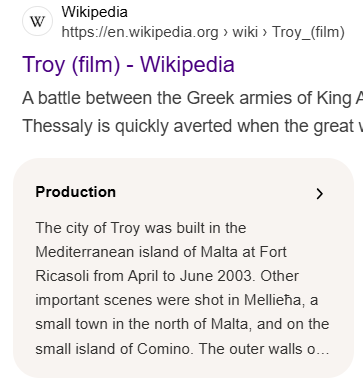 W
Wikipedia
https://en.wikipedia.org › wiki › Troy_(film)
Troy (film) - Wikipedia
A battle between the Greek armies of King A
Thessaly is quickly averted when the great
Production
The city of Troy was built in the
Mediterranean island of Malta at Fort
Ricasoli from April to June 2003. Other
important scenes were shot in Mellieħa, a
small town in the north of Malta, and on the
small island of Comino. The outer walls o...